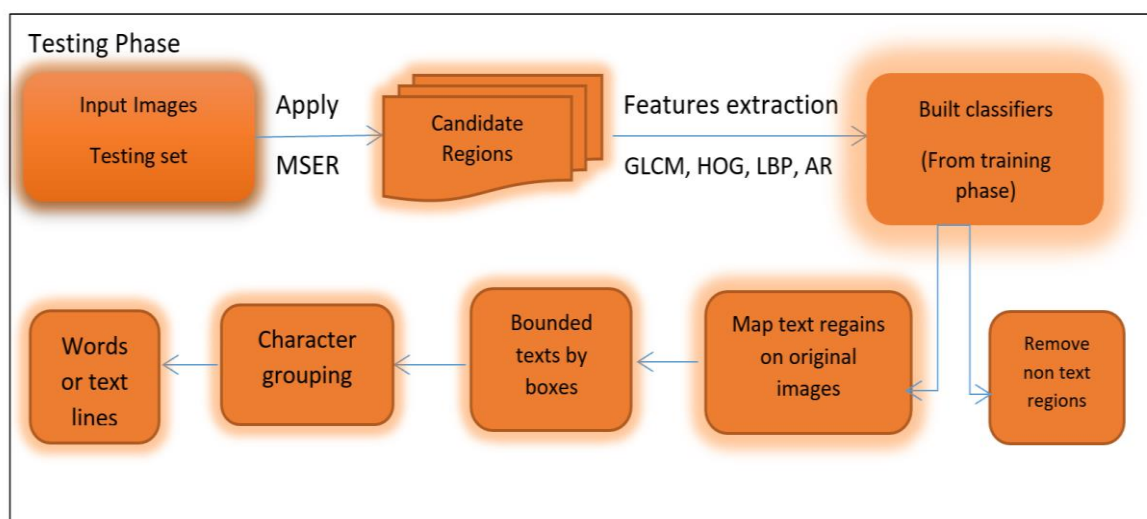 Testing Phase
Input Images
Testing set
Apply
MSER
Candidate
Regions
Features extraction
GLCM, HOG, LBP, AR
Built classifiers
(From training
phase)
Remove
non text
regions
Map text regains
on original
images
Bounded
texts by
boxes
Character
grouping
Words
or text
lines